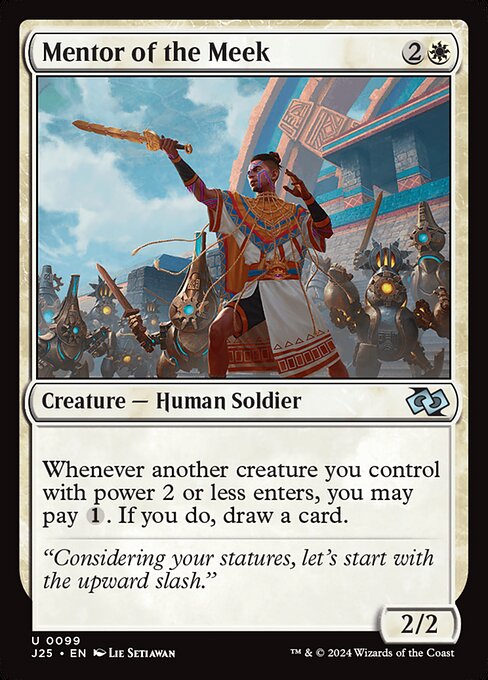 Mentor of the Meek 2
Creature — Human Soldier
Whenever another creature you control
with power 2 or less enters, you may
pay 1. If you do, draw a card.
“Considering your statures, let’s start with
the upward slash.”
2/2
U 0099
J25 • EN Lie Setiawan
™ & © 2024 Wizards of the Coast